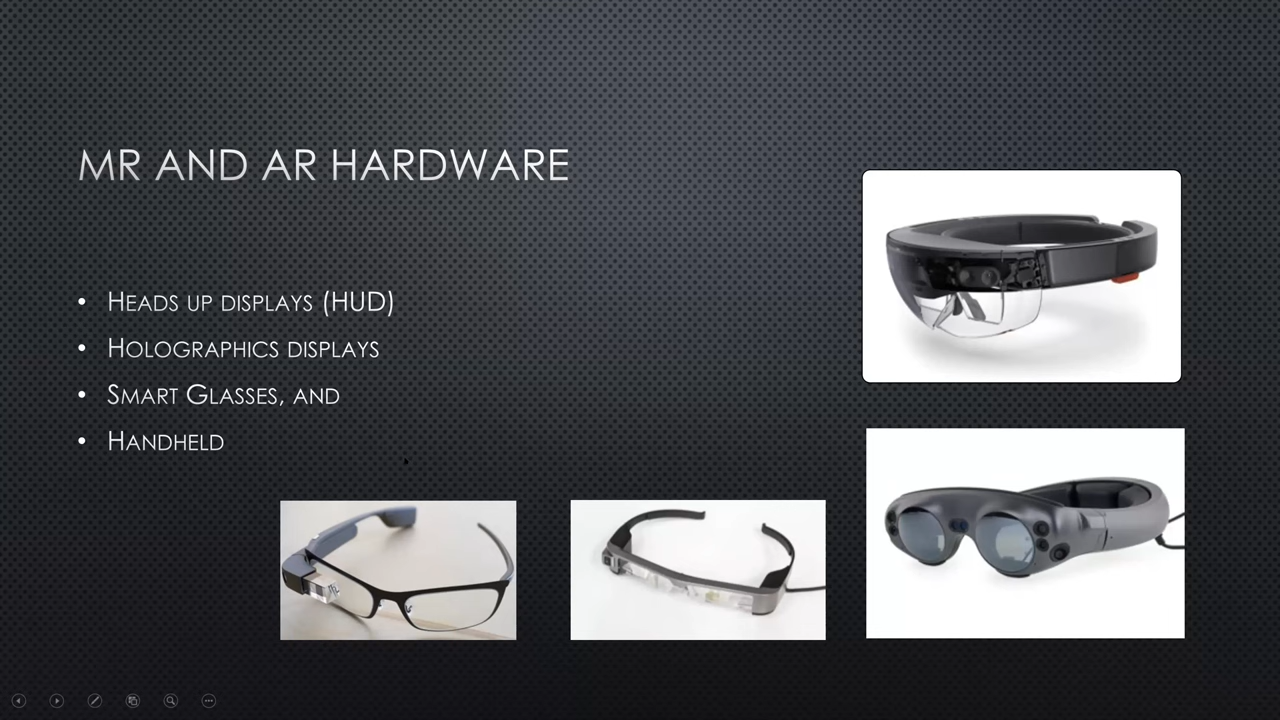 MR AND AR HARDWARE
• HEADS UP DISPLAYS (HUD)
• HOLOGRAPHICS DISPLAYS
• SMART GLASSES, AND
• HANDHELD